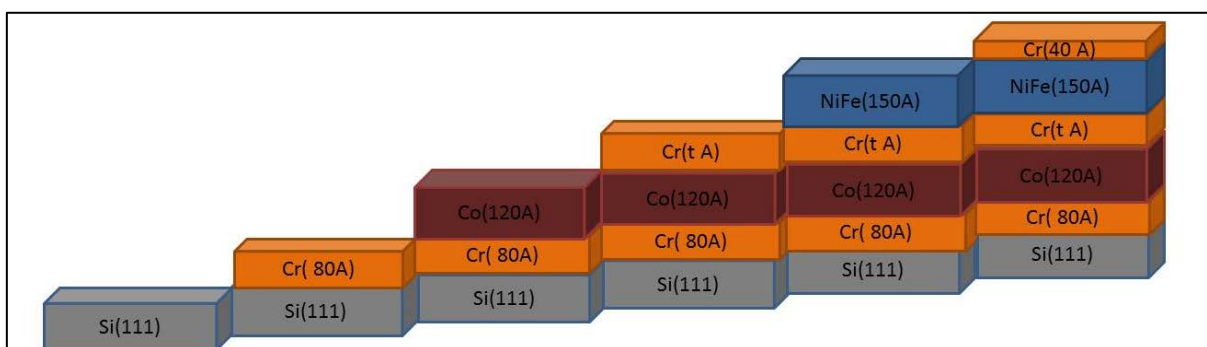 Si(111)
Cr( 80A)
Si(111)
Co(120A)
Cr( 80A)
Si(111)
Cr(t A)
Co(120A)
Cr( 80A)
Si(111)
NiFe(150A)
Cr(t A)
Co(120A)
Cr( 80A)
Si(111)
Cr(40 A)
NiFe(150A)
Cr(t A)
Co(120A)
Cr( 80A)
Si(111)